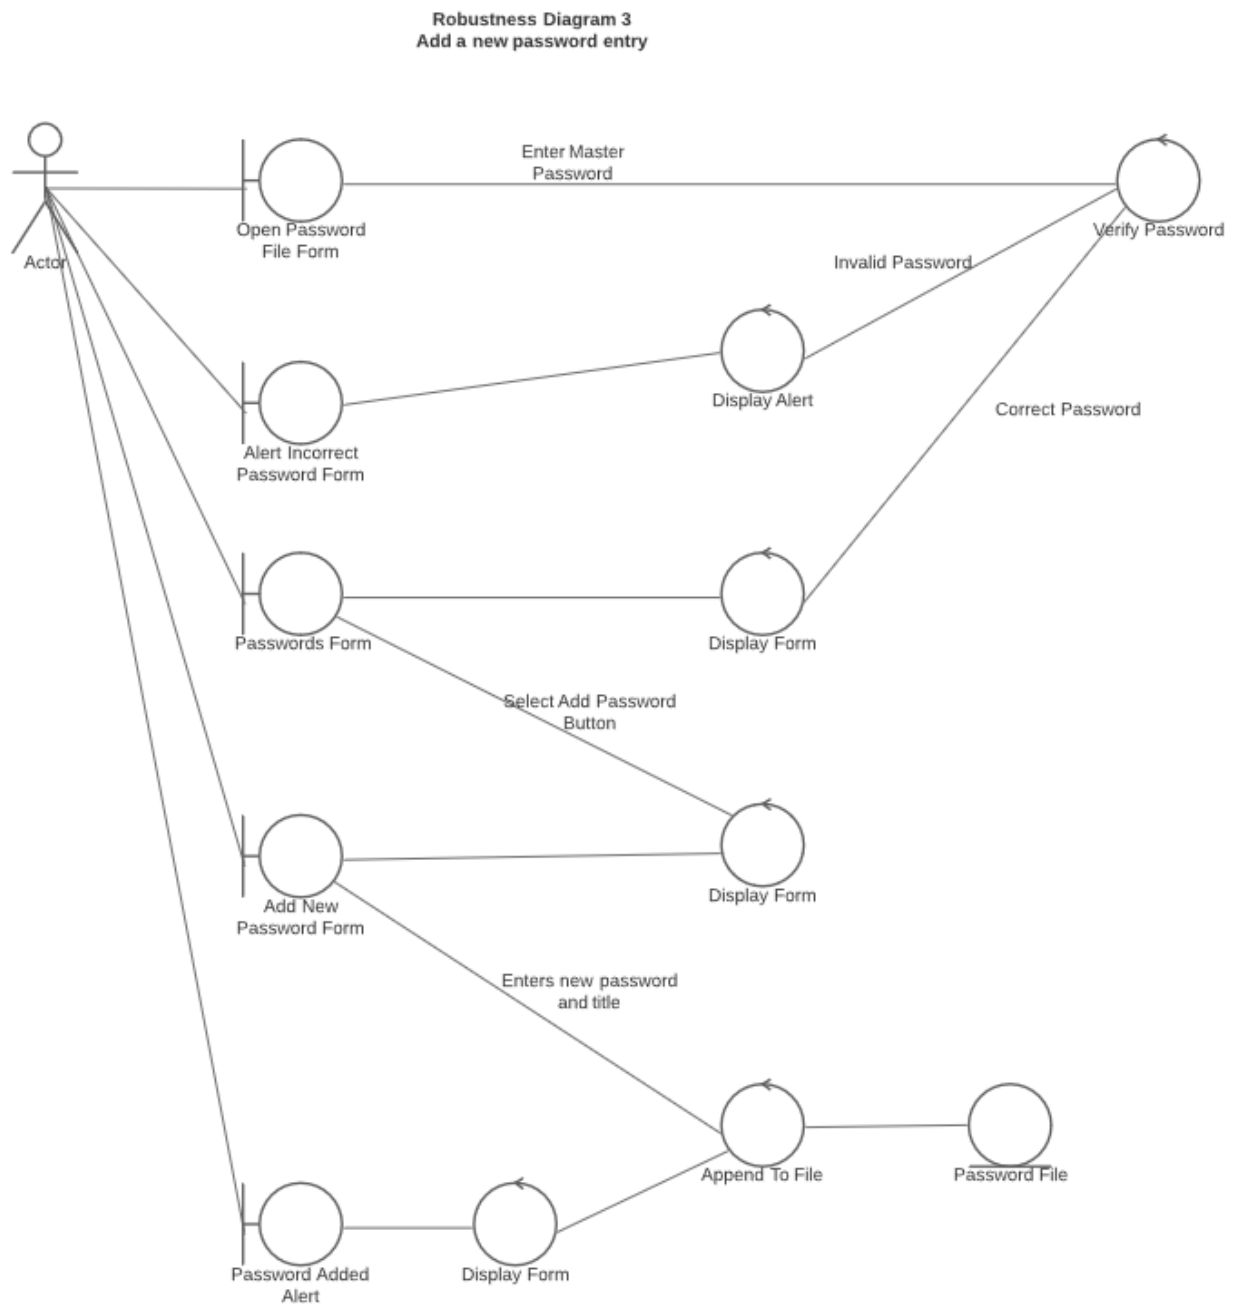 Robustness Diagram 3
Add a new password entry
Enter Master
Password
Open Password
File Form
Verify Password
Actor
Invalid Password
Display Alert
Correct Password
Alert Incorrect
Password Form
Passwords Form
Display Form
Select Add Password
Button
Display Form
Add New
Password Form
Enters new password
and title
Append To File
Password File
Password Added
Alert
Display Form